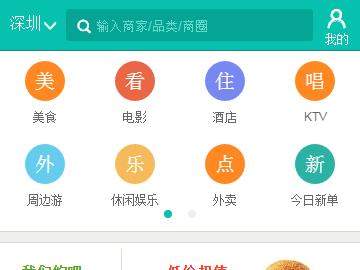 深圳 输入商家/品类/商圈 我的
美 看 住 唱
美食 电影 酒店 KTV
外 乐 点 新
周边游 休闲娱乐 外卖 今日新单